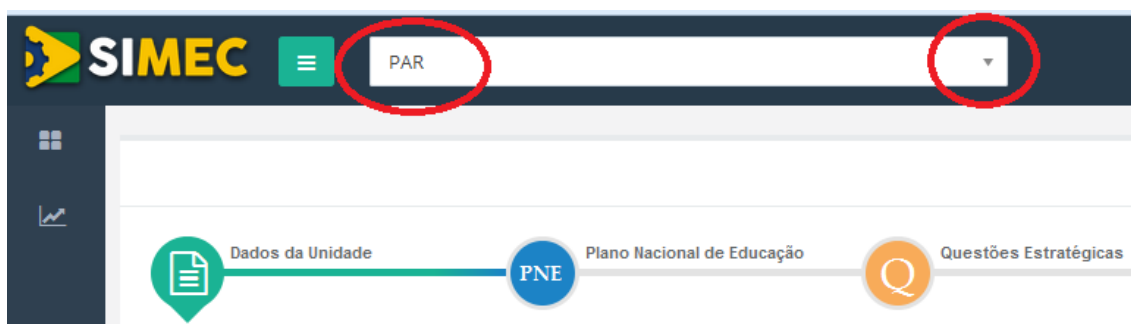 SIMEC
PAR
Dados da Unidade
PNE
Plano Nacional de Educação
Q
Questões Estratégicas